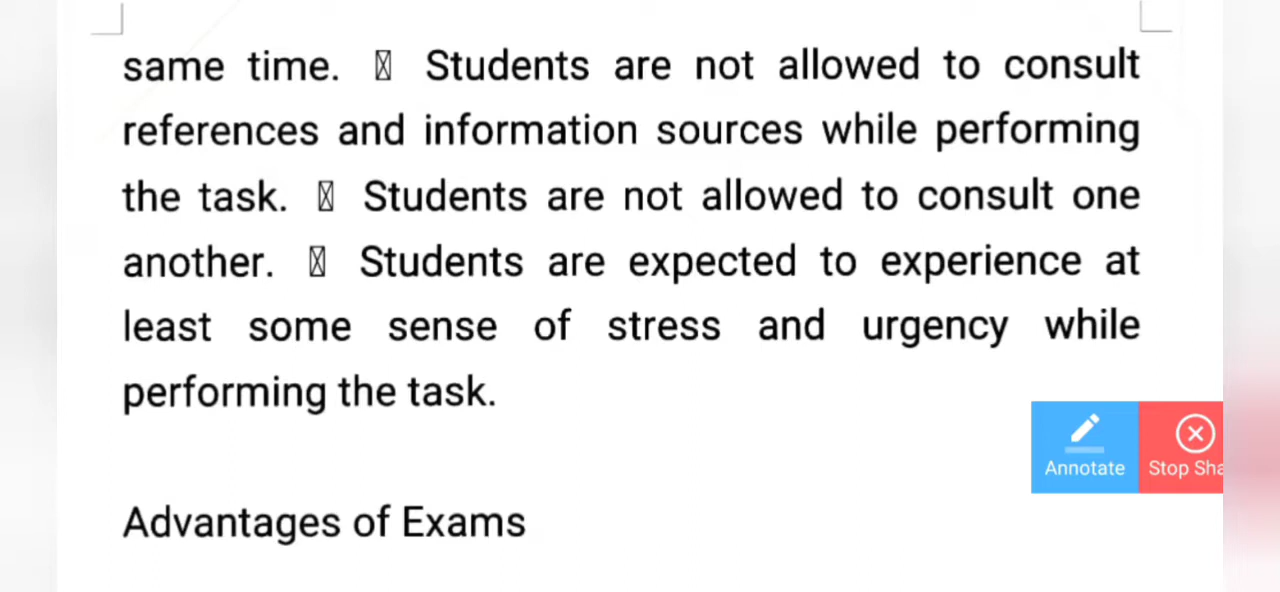 same time. Students are not allowed to consult
references and information sources while performing
the task. Students are not allowed to consult one
another. Students are expected to experience at
least some sense of stress and urgency while
performing the task.
Annotate Stop Sha
Advantages of Exams